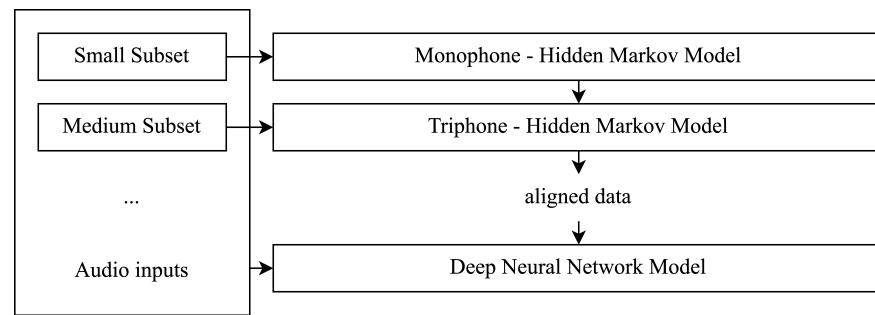 Small Subset
Monophone - Hidden Markov Model
Medium Subset
Triphone - Hidden Markov Model
...
aligned data
Audio inputs
Deep Neural Network Model